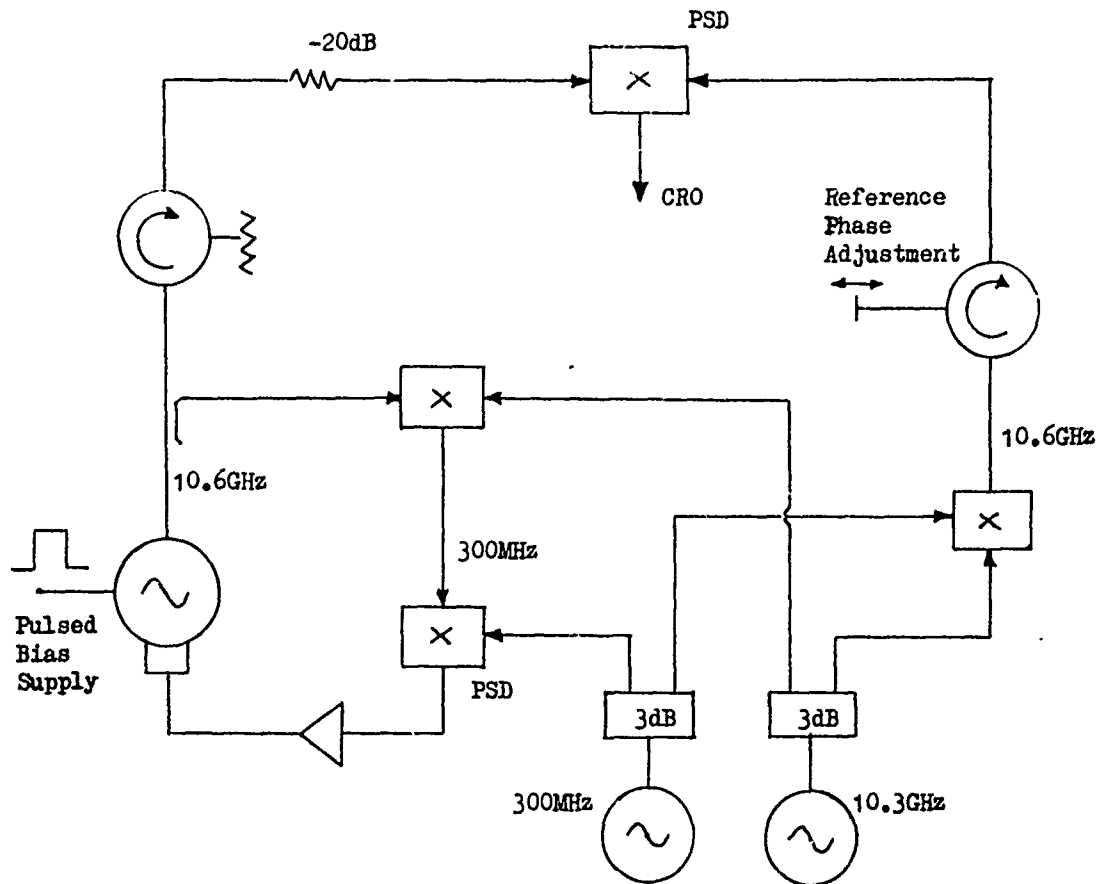 PSD
-20dB
CRO
Reference
Phase
Adjustment
10.6GHz
10.6GHz
300MHz
Pulsed
Bias
Supply
PSD
3dB
3dB
300MHz
10.3GHz